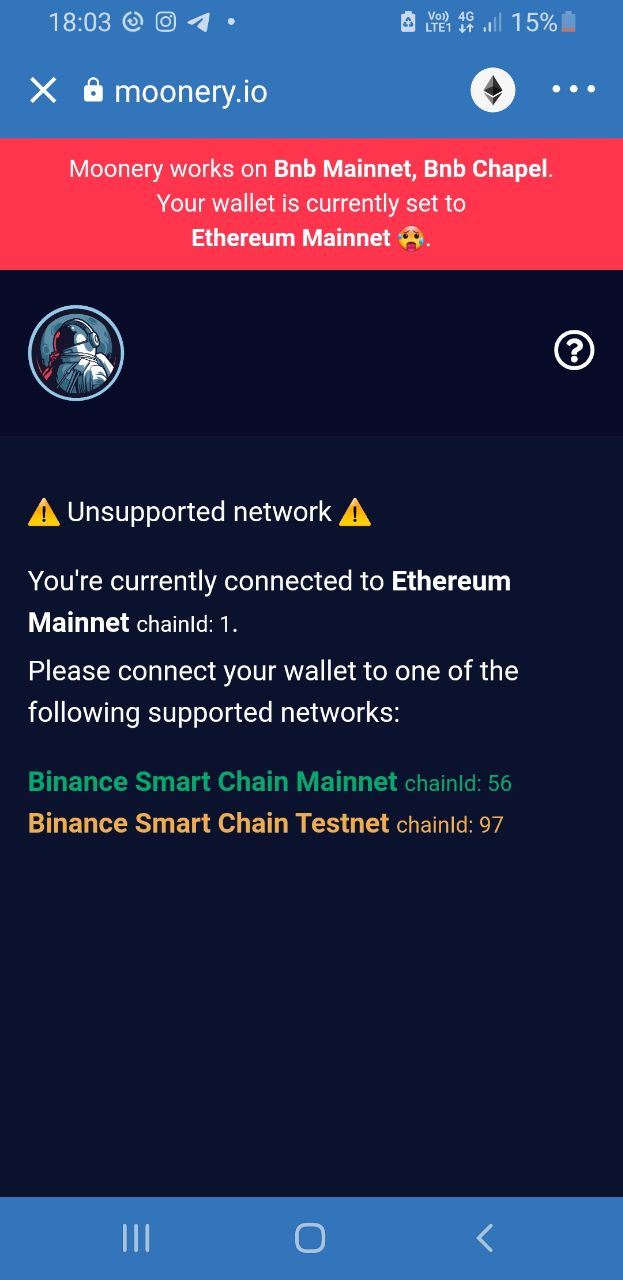 18:03
Vo)) LTE1 4G 15%
moonery.io
Moonery works on Bnb Mainnet, Bnb Chapel.
Your wallet is currently set to
Ethereum Mainnet 🥵.
⚠️ Unsupported network ⚠️
You're currently connected to Ethereum
Mainnet chainId: 1.
Please connect your wallet to one of the
following supported networks:
Binance Smart Chain Mainnet chainId: 56
Binance Smart Chain Testnet chainId: 97